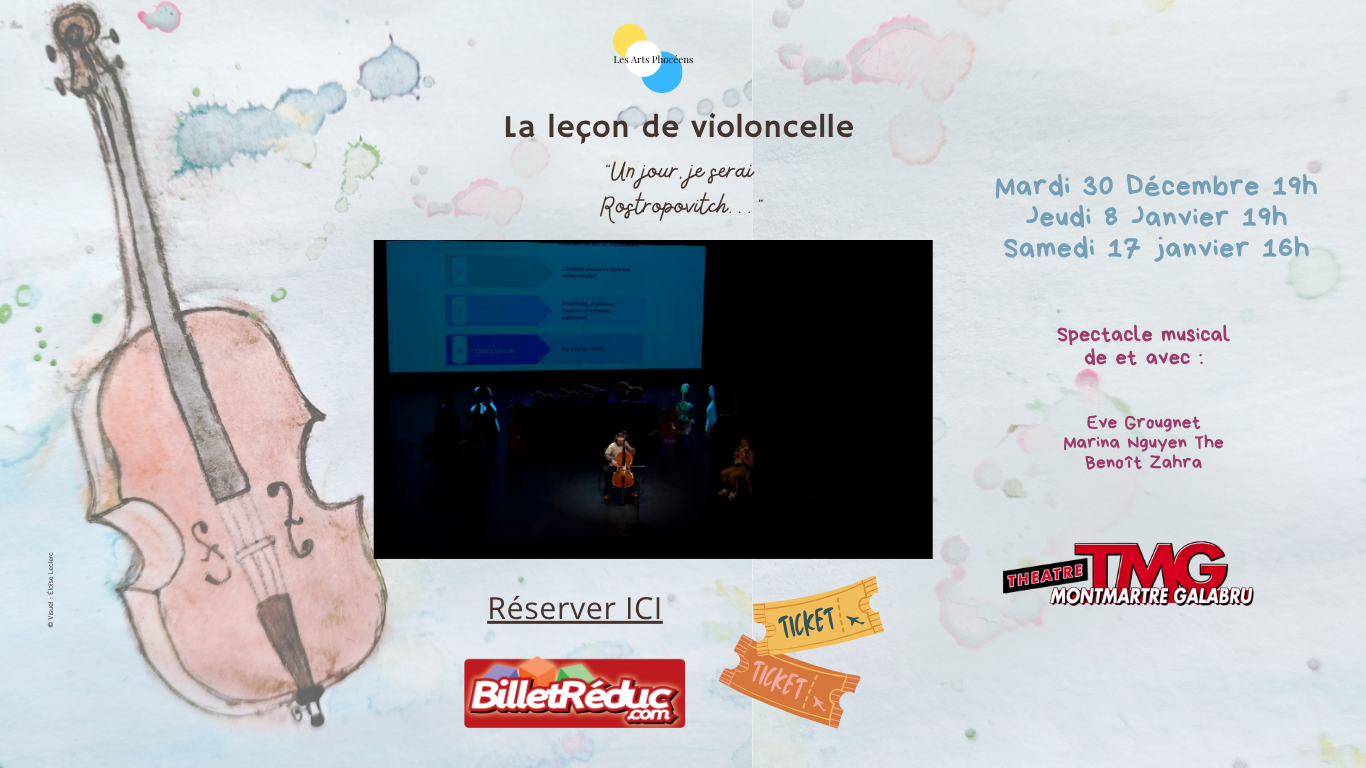 Les Arts Phocéens
La leçon de violoncelle
"Un jour, je serai
Rostropovitch. . . "
Mardi 30 Décembre 19h
Jeudi 8 Janvier 19h
Samedi 17 janvier 16h
Spectacle musical
de et avec :
Eve Grougnet
Marina Nguyen The
Benoît Zahra
THEATRE TMG
MONTMARTRE GALABRU
Réserver ICI
BilletRéduc
.com
TICKET
TICKET
© Visuel : Éloïse Leclerc